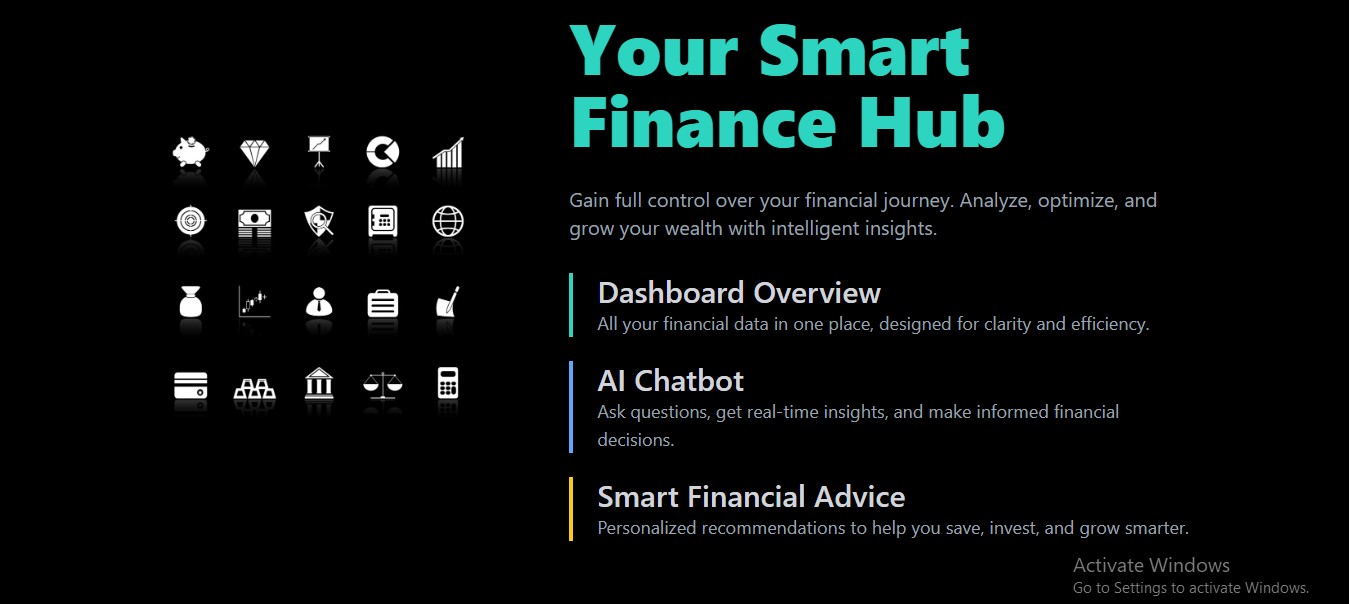 Your Smart
Finance Hub
Gain full control over your financial journey. Analyze, optimize, and
grow your wealth with intelligent insights.
Dashboard Overview
All your financial data in one place, designed for clarity and efficiency.
AI Chatbot
Ask questions, get real-time insights, and make informed financial
decisions.
Smart Financial Advice
Personalized recommendations to help you save, invest, and grow smarter.
Activate Windows
Go to Settings to activate Windows.